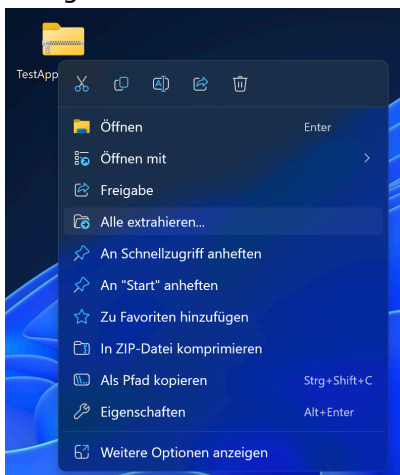 TestApp
Öffnen Enter
Öffnen mit
Freigabe
Alle extrahieren...
An Schnellzugriff anheften
An "Start" anheften
Zu Favoriten hinzufügen
In ZIP-Datei komprimieren
Als Pfad kopieren Strg+Shift+C
Eigenschaften Alt+Enter
Weitere Optionen anzeigen